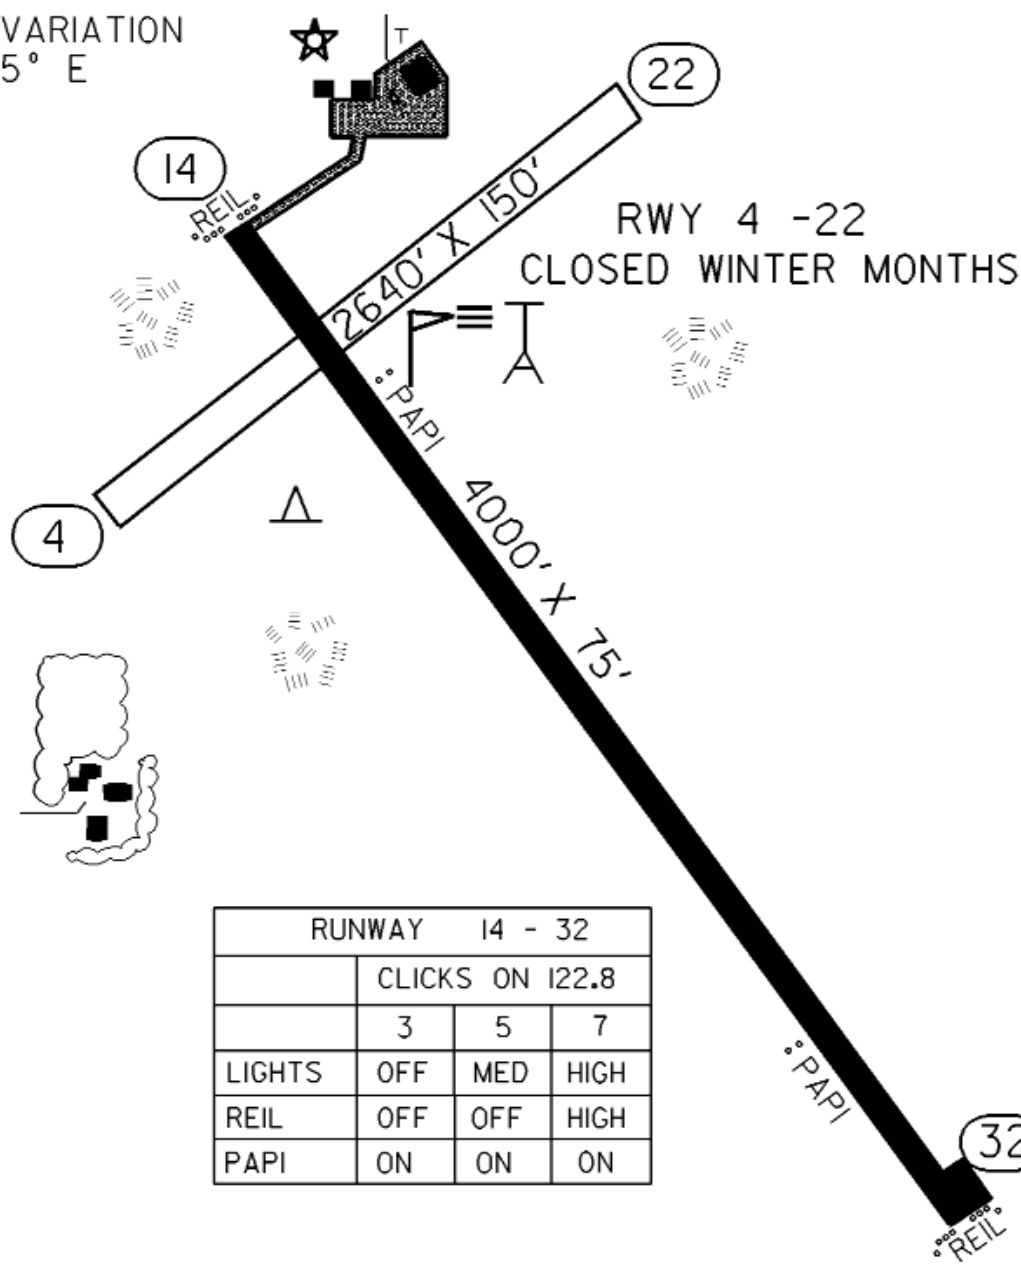 VARIATION
5° E
T
22
14
REIL
2640' X 150'
RWY 4 -22
CLOSED WINTER MONTHS
PAPI
4
4000' X 75'
RUNWAY 14 - 32
CLICKS ON 122.8
3 5 7
LIGHTS OFF MED HIGH
REIL OFF OFF HIGH
PAPI ON ON ON
PAPI
32
REIL